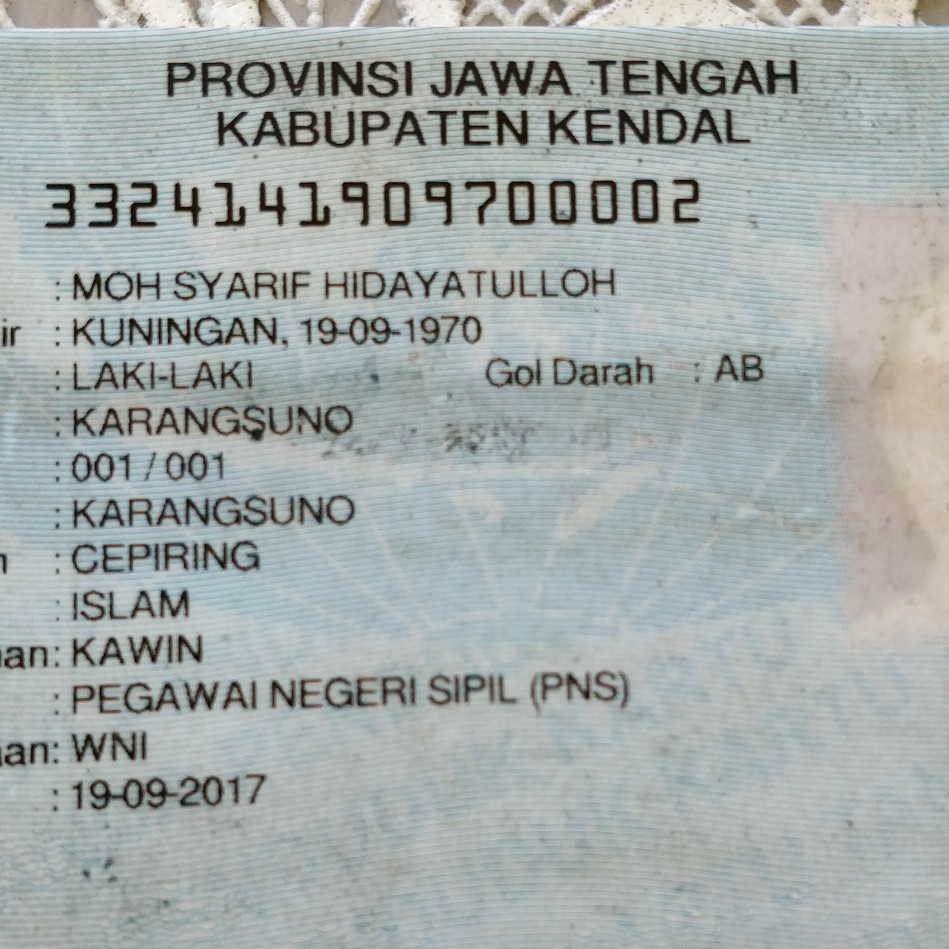 PROVINSI JAWA TENGAH
KABUPATEN KENDAL
3324141909700002
: MOH SYARIF HIDAYATULLOH
ir : KUNINGAN, 19-09-1970
: LAKI-LAKI Gol Darah : AB
: KARANGSUNO
: 001 / 001
: KARANGSUNO
: CEPIRING
: ISLAM
an: KAWIN
: PEGAWAI NEGERI SIPIL (PNS)
an: WNI
: 19-09-2017